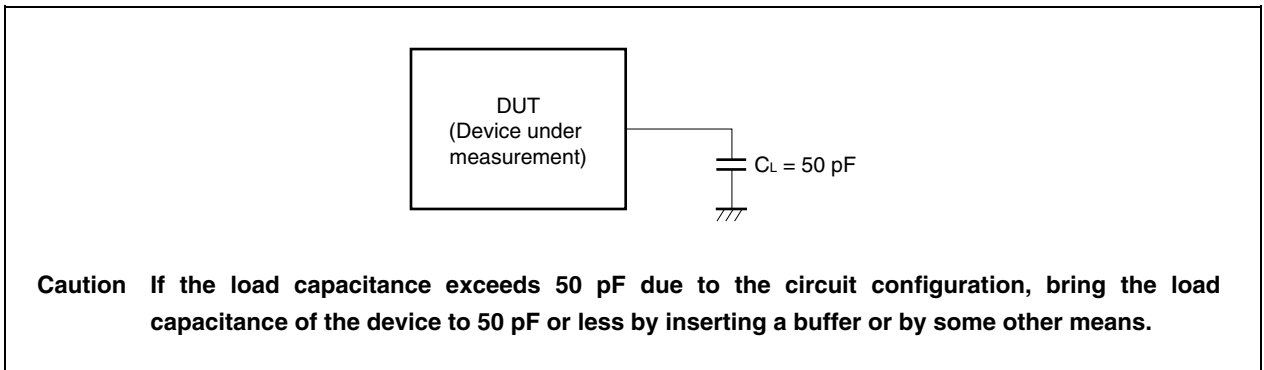 DUT
(Device under
measurement)
CL = 50 pF
Caution If the load capacitance exceeds 50 pF due to the circuit configuration, bring the load
capacitance of the device to 50 pF or less by inserting a buffer or by some other means.